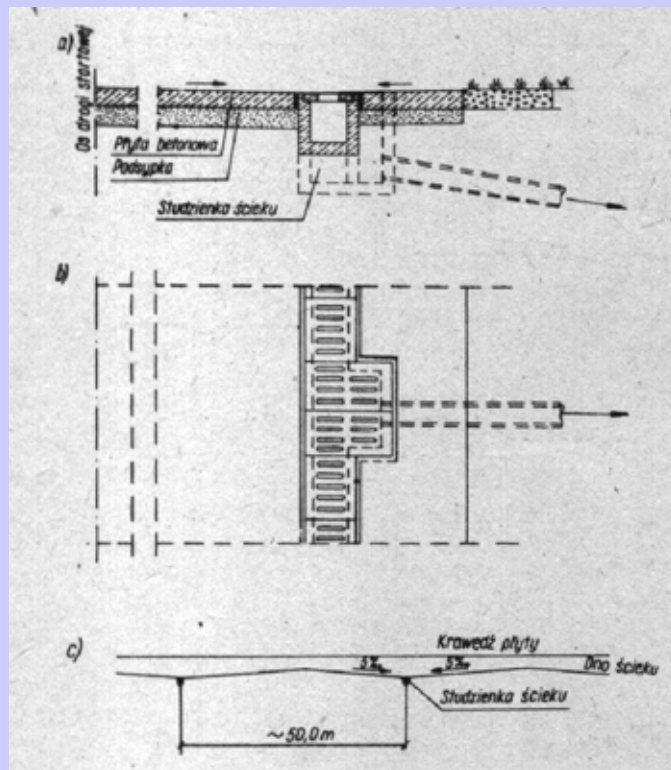 a)
Oś drogi startowej
Płyta betonowa
Podsypka
Studzienka ścieku
b)
c)
Krawędź płyty
5‰
5‰
Dno ścieku
Studzienka ścieku
~50,0 m